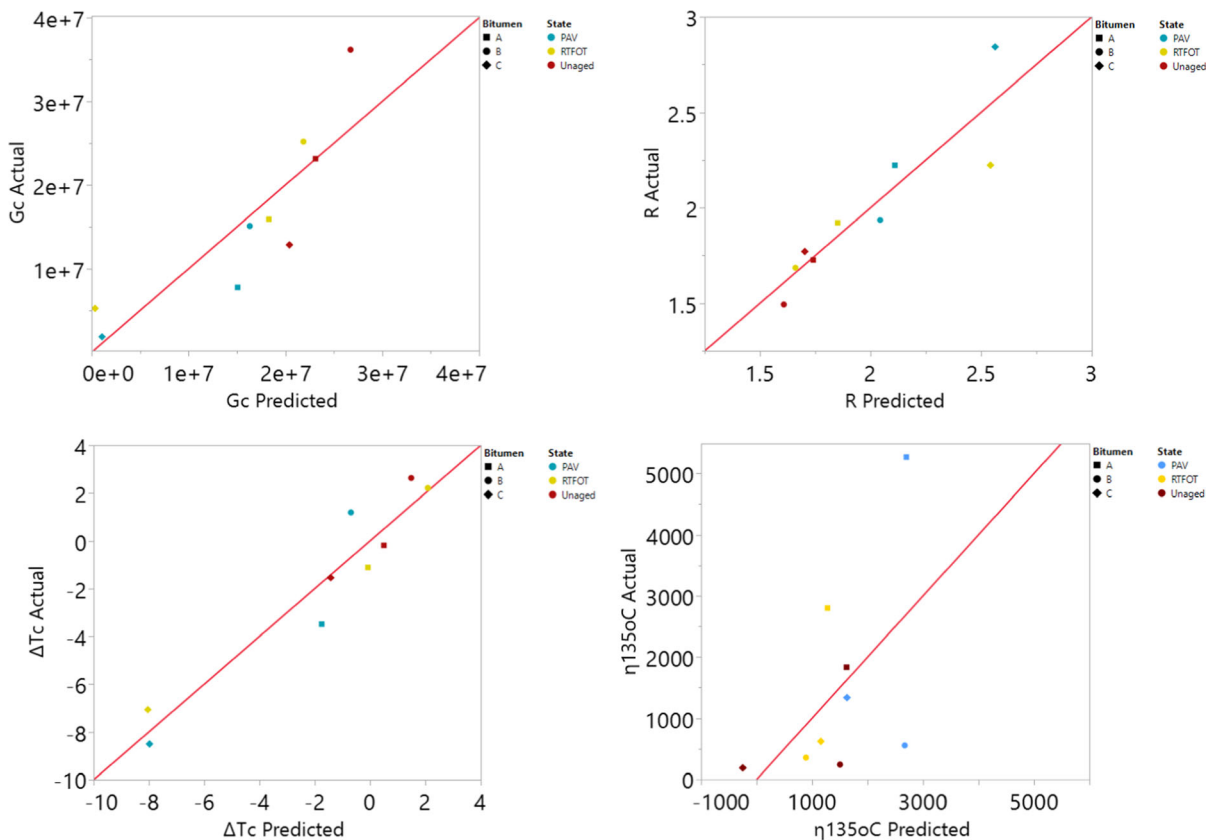 4e+7
3e+7
2e+7
1e+7
Gc Actual
0e+0 1e+7 2e+7 3e+7 4e+7
Gc Predicted
Bitumen State
A PAV
B RTFOT
C Unaged
3
2.5
2
1.5
R Actual
1.5 2 2.5 3
R Predicted
Bitumen State
A PAV
B RTFOT
C Unaged
4
2
0
-2
-4
-6
-8
-10
ΔTc Actual
-10 -8 -6 -4 -2 0 2 4
ΔTc Predicted
Bitumen State
A PAV
B RTFOT
C Unaged
5000
4000
3000
2000
1000
0
η135oC Actual
-1000 1000 3000 5000
η135oC Predicted
Bitumen State
A PAV
B RTFOT
C Unaged